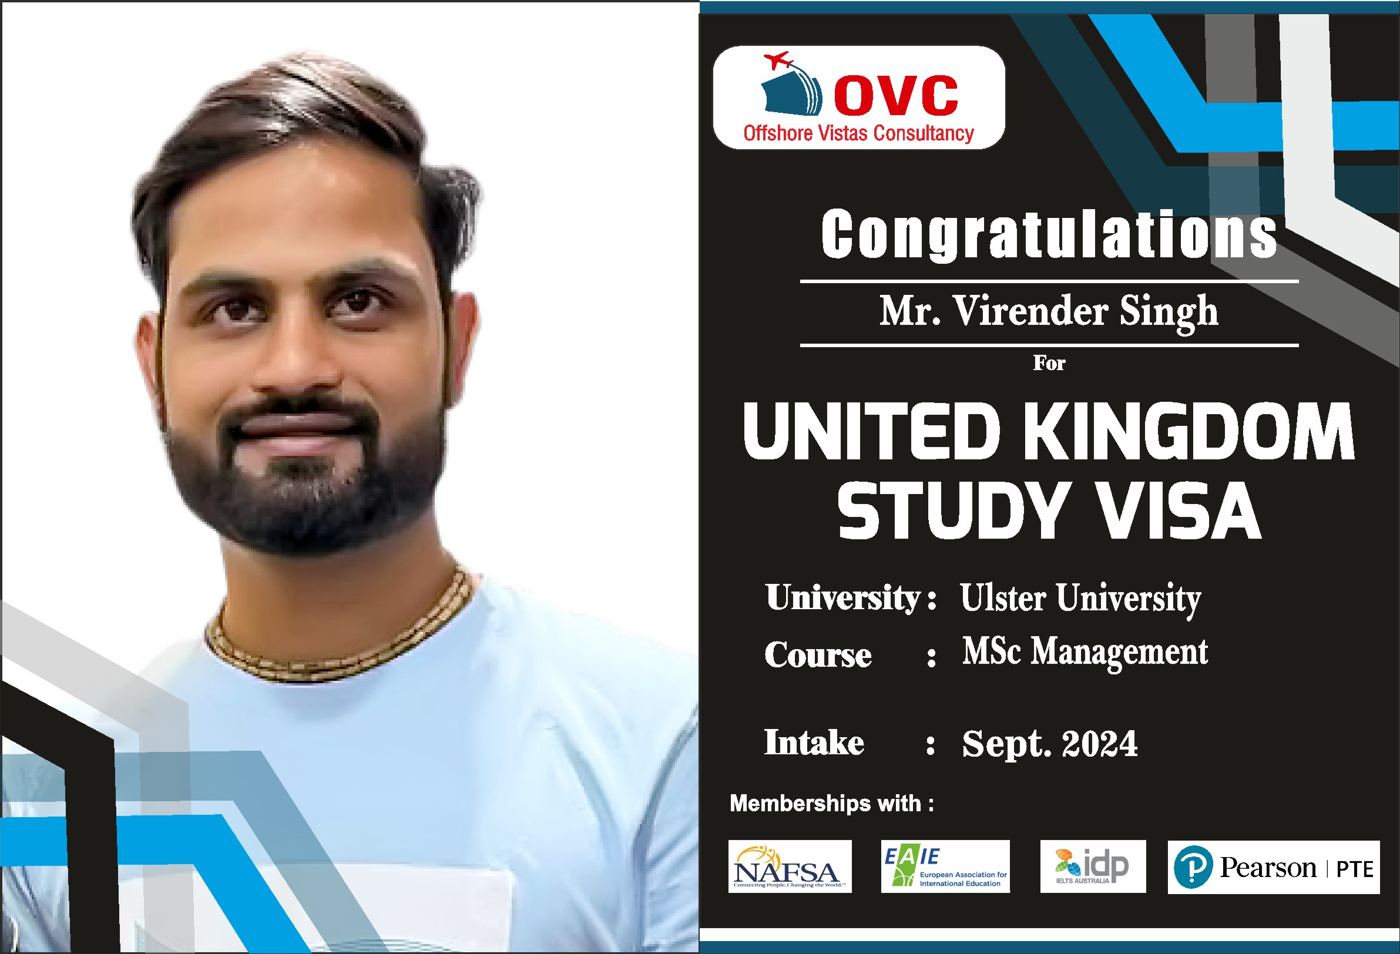 OVC
Offshore Vistas Consultancy
Congratulations
Mr. Virender Singh
For
UNITED KINGDOM
STUDY VISA
University : Ulster University
Course : MSc Management
Intake : Sept. 2024
Memberships with :
NAFSA
Connecting People. Changing the World.™
EAIE
European Association for
International Education
idp
IELTS AUSTRALIA
Pearson | PTE